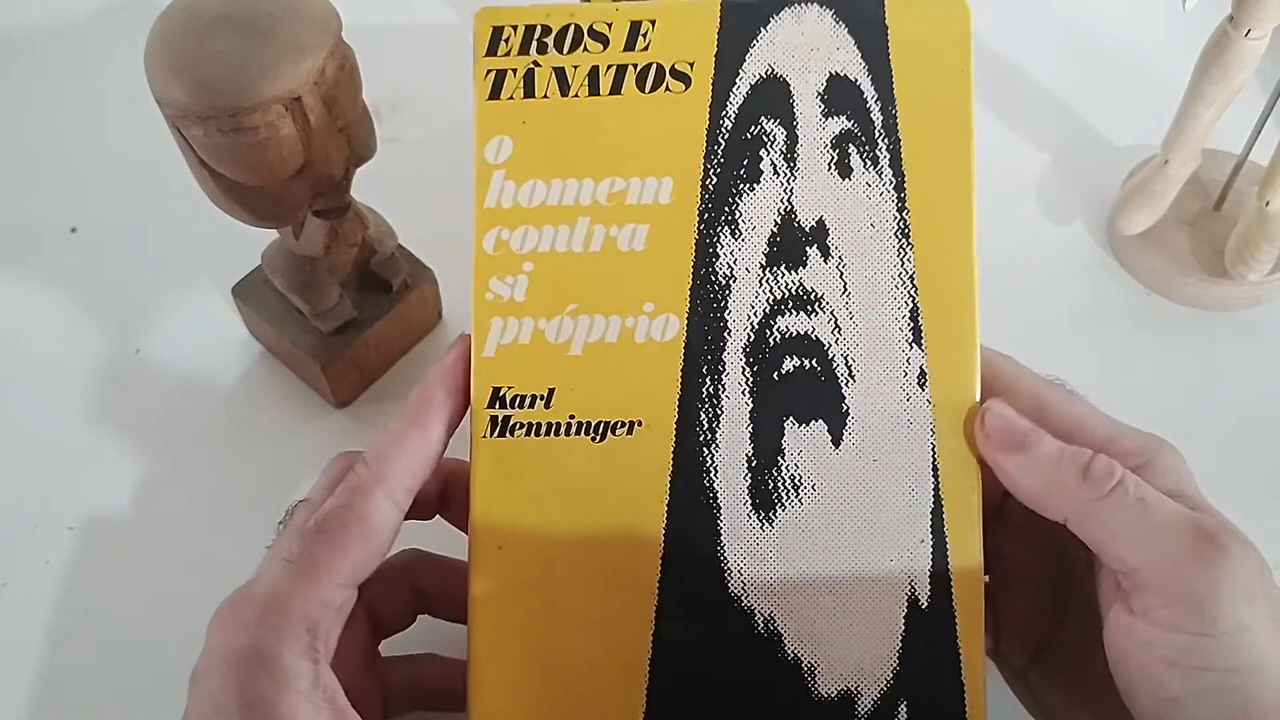 EROS E
TÂNATOS
o
homem
contra
si
próprio
Karl
Menninger